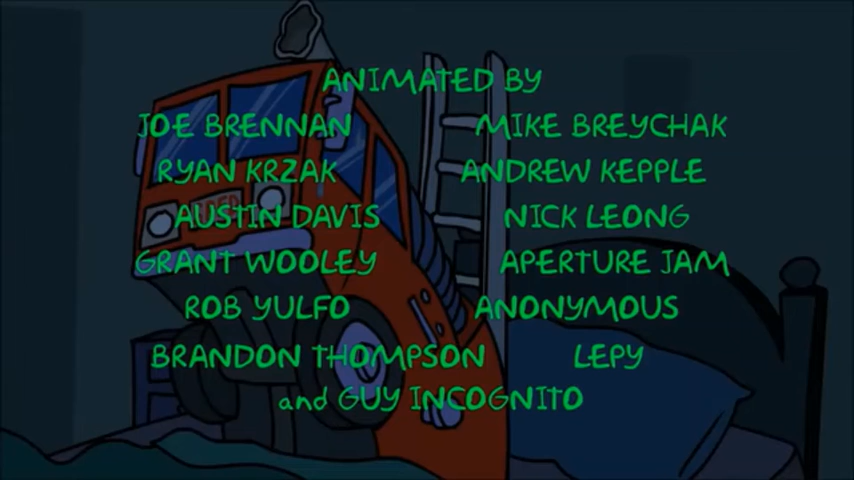 ANIMATED BY
JOE BRENNAN MIKE BREYCHAK
RYAN KRZAK ANDREW KEPPLE
AUSTIN DAVIS NICK LEONG
GRANT WOOLEY APERTURE JAM
ROB YULFO ANONYMOUS
BRANDON THOMPSON LEPY
and GUY INCOGNITO